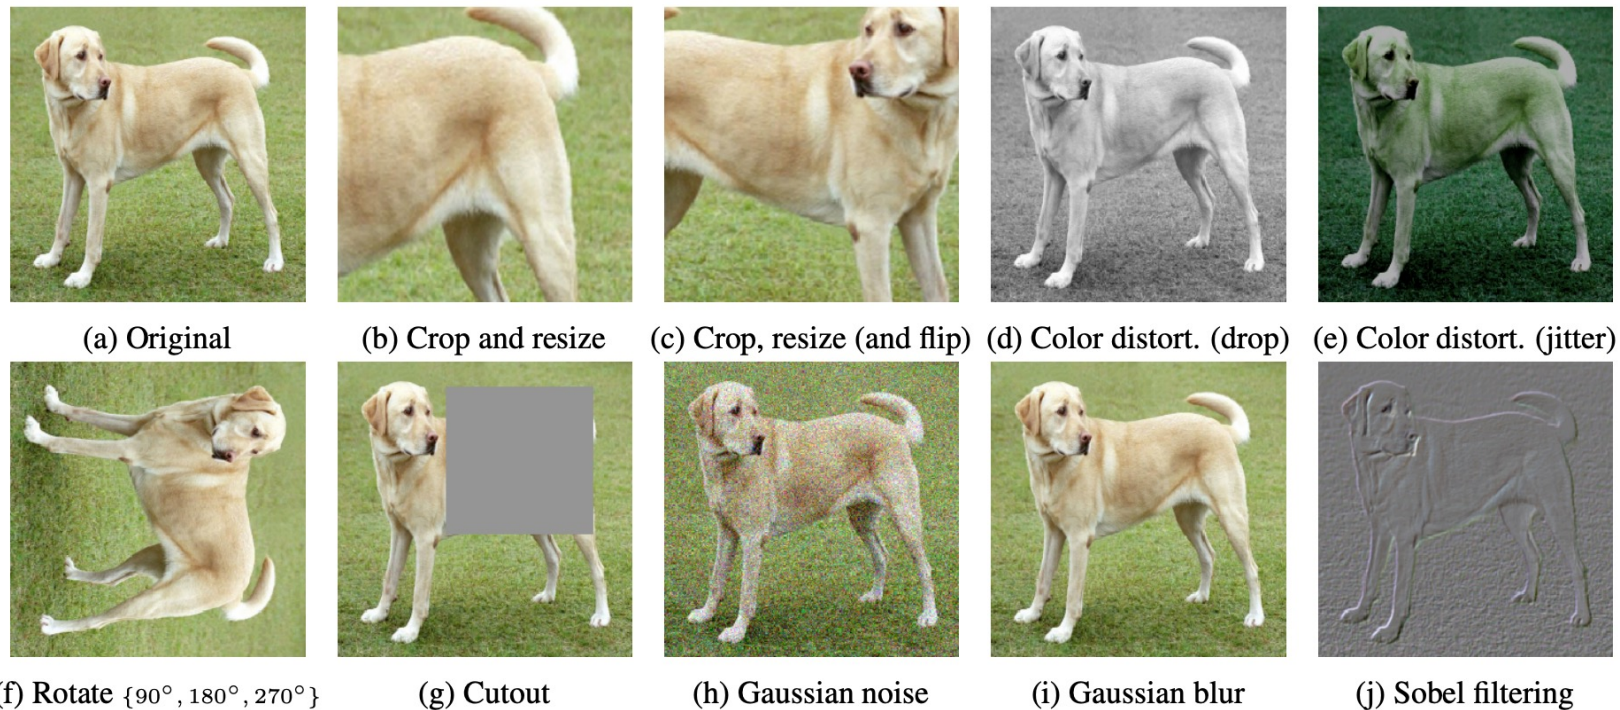 (a) Original
(b) Crop and resize
(c) Crop, resize (and flip)
(d) Color distort. (drop)
(e) Color distort. (jitter)
(f) Rotate {90°, 180°, 270°}
(g) Cutout
(h) Gaussian noise
(i) Gaussian blur
(j) Sobel filtering